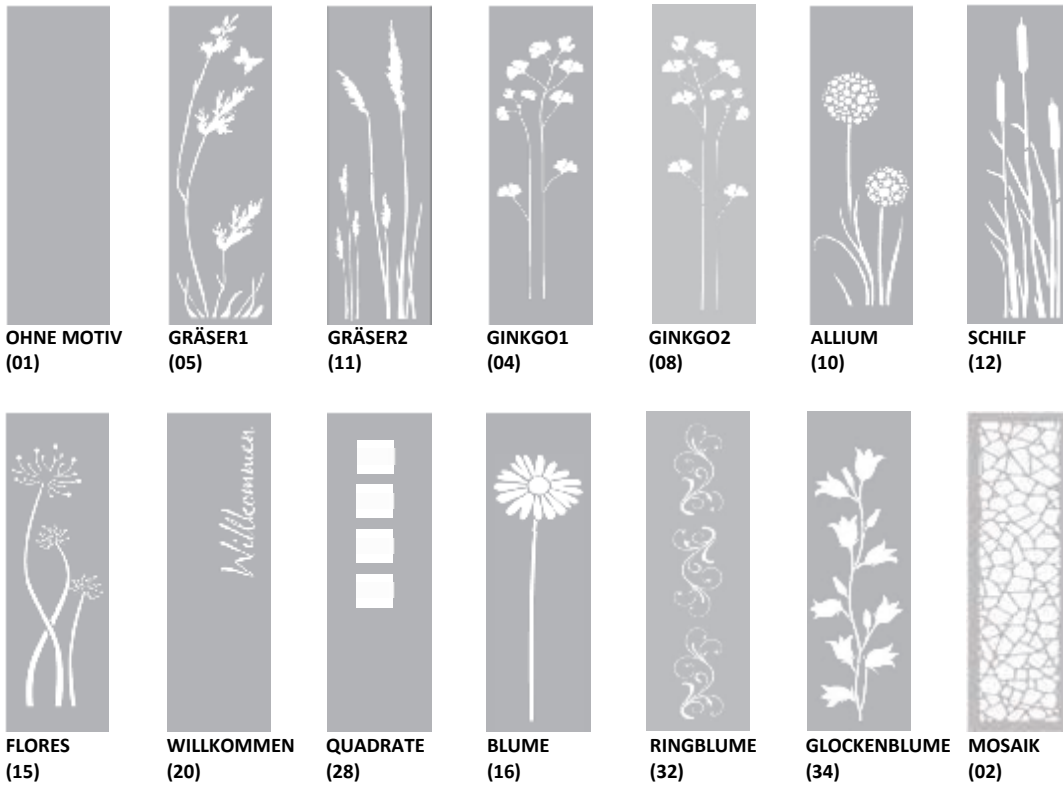 OHNE MOTIV
(01)
GRÄSER1
(05)
GRÄSER2
(11)
GINKGO1
(04)
GINKGO2
(08)
ALLIUM
(10)
SCHILF
(12)
Willkommen
FLORES
(15)
WILLKOMMEN
(20)
QUADRATE
(28)
BLUME
(16)
RINGBLUME
(32)
GLOCKENBLUME
(34)
MOSAIK
(02)